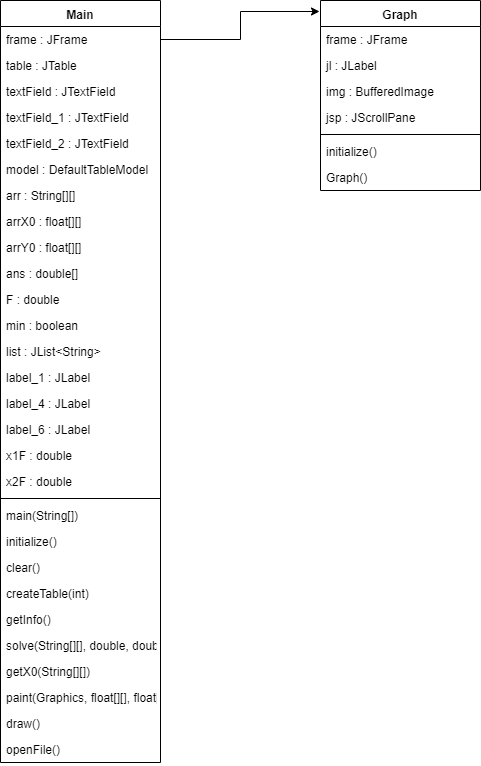 Main
frame : JFrame
table : JTable
textField : JTextField
textField_1 : JTextField
textField_2 : JTextField
model : DefaultTableModel
arr : String[][]
arrX0 : float[][]
arrY0 : float[][]
ans : double[]
F : double
min : boolean
list : JList<String>
label_1 : JLabel
label_4 : JLabel
label_6 : JLabel
x1F : double
x2F : double
main(String[])
initialize()
clear()
createTable(int)
getInfo()
solve(String[][], double, doub
getX0(String[][])
paint(Graphics, float[][], float
draw()
openFile()
Graph
frame : JFrame
jl : JLabel
img : BufferedImage
jsp : JScrollPane
initialize()
Graph()